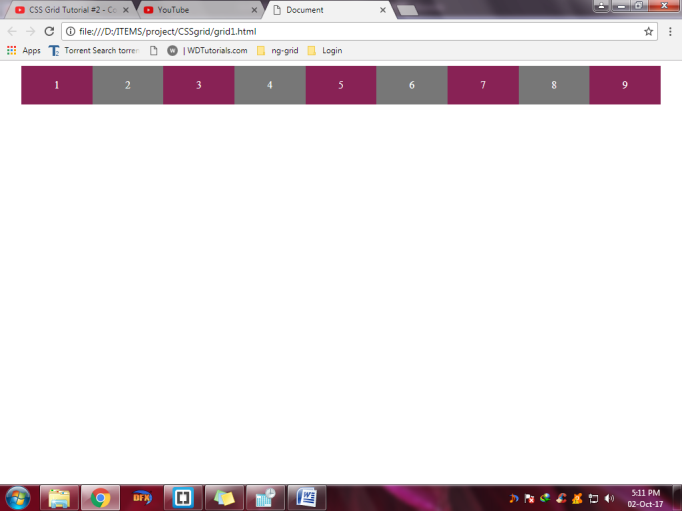 CSS Grid Tutorial #2 - Co
YouTube
Document
file:///D:/ITEMS/project/CSSgrid/grid1.html
Apps Torrent Search torren | WDTutorials.com ng-grid Login
1 2 3 4 5 6 7 8 9
DFX
5:11 PM
02-Oct-17